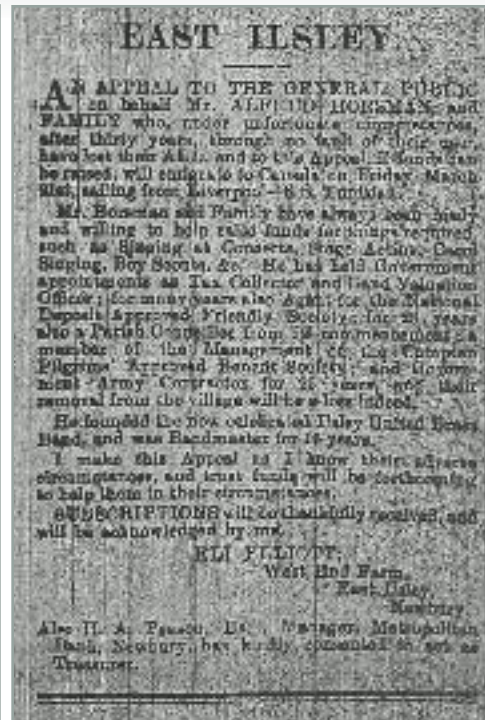 EAST ILSLEY.
AN APPEAL TO THE GENERAL PUBLIC
on behalf Mr. ALFRED HORSMAN and
FAMILY who, under unfortunate circumstances,
after thirty years, through no fault of their own,
have lost their ALL, and to this Appeal, if funds can
be raised, will emigrate to Canada on Friday, March
sailing from Liverpool
Mr. Horsman and Family have always been ready
and willing to help raise funds for things required,
such as Singing at Concerts, Stage Acting, Carol
Singing, Boy Scouts, &c. He has held Government
appointments as Tax Collector and Land Valuation
Officer; for many years also Agent for the National
Deposit Approved Friendly Society; for 21 years
also a Parish Councillor from its commencement; a
member of the Management of the Compton
Pilgrims Approved Benefit Society; and Govern-
ment Army Contractor for years, and their
removal from the village will be a loss indeed.
He founded the now celebrated Ilsley United Brass
Band, and was Bandmaster for 14 years.
I make this Appeal as I know their adverse
circumstances, and trust funds will be forthcoming
to help them in their circumstances.
SUBSCRIPTIONS will be thankfully received, and
will be acknowledged by me.
ELI ELLIOTT,
West End Farm,
East Ilsley,
Newbury.
Also H. A. Manager, Metropolitan
Bank, Newbury, has kindly consented to act as
Treasurer.